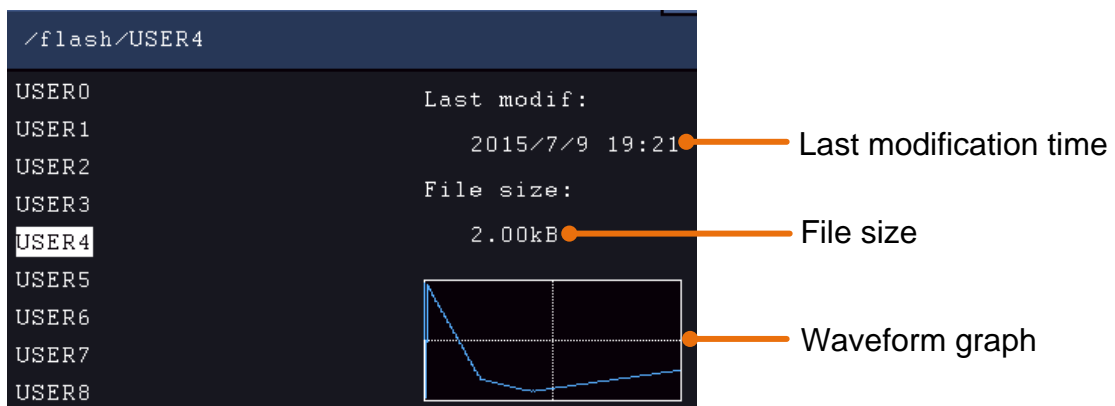 /flash/USER4
USER0
USER1
USER2
USER3
USER4
USER5
USER6
USER7
USER8
Last modif:
2015/7/9 19:21
File size:
2.00kB
Last modification time
File size
Waveform graph